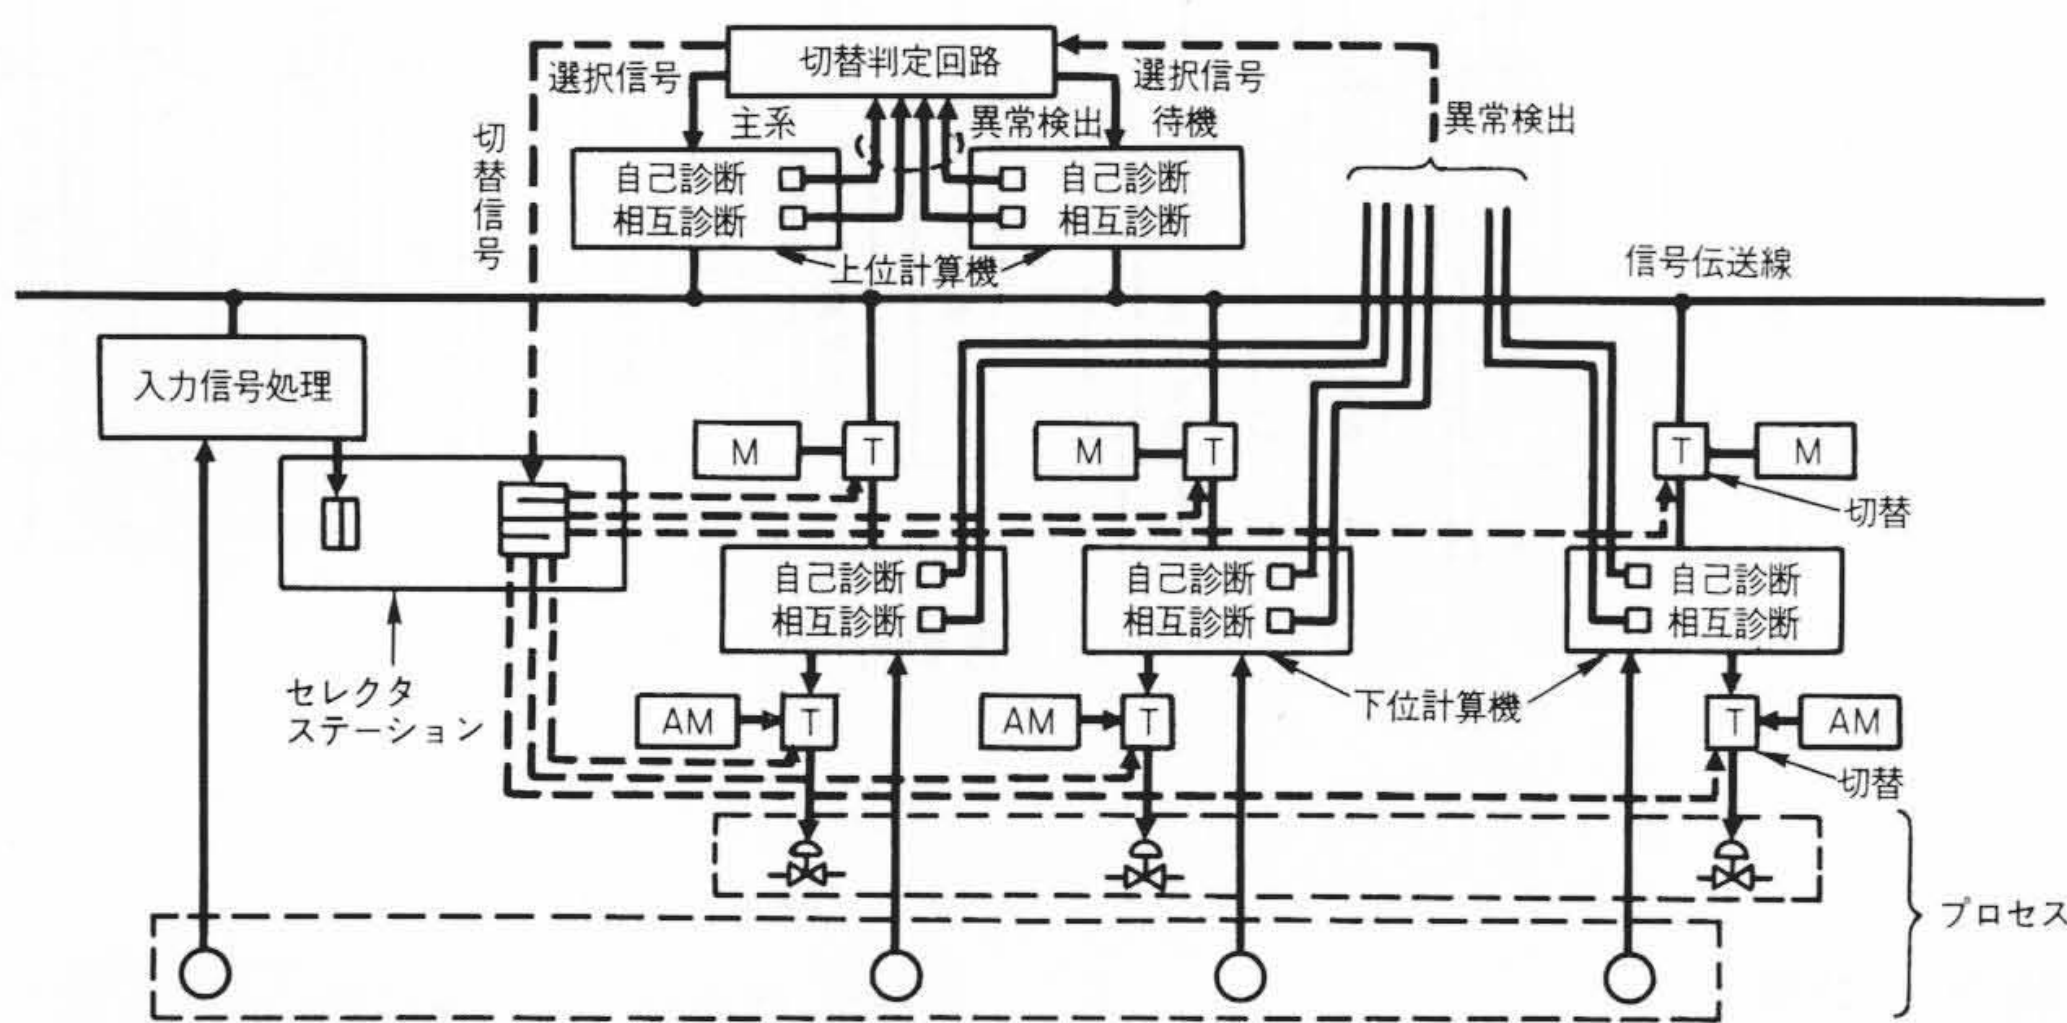 切替判定回路
選択信号
選択信号
切替信号
主系
異常検出
待機
異常検出
自己診断
相互診断
自己診断
相互診断
上位計算機
信号伝送線
入力信号処理
M
T
M
T
T
M
切替
自己診断
相互診断
自己診断
相互診断
自己診断
相互診断
セレクタ
ステーション
下位計算機
AM
T
AM
T
T
AM
切替
プロセス